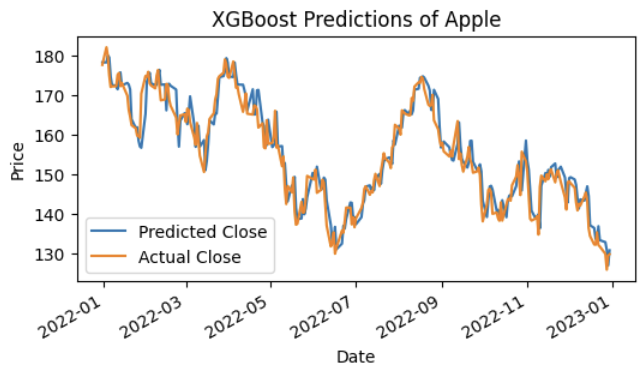 XGBoost Predictions of Apple
180
170
160
150
140
130
Price
Predicted Close
Actual Close
2022-01
2022-03
2022-05
2022-07
2022-09
2022-11
2023-01
Date